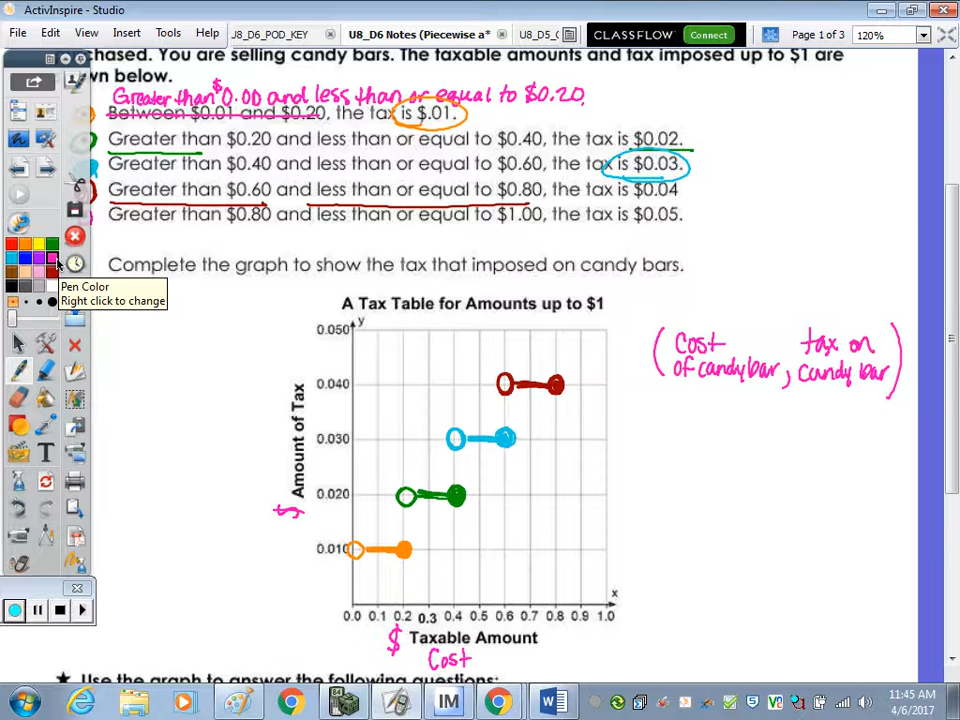 ActivInspire - Studio
File Edit View Insert Tools Help
J8_D6_POD_KEY
U8_D6 Notes (Piecewise a*
U8_D5_C
CLASSFLOW Connect
Page 1 of 3
120%
chased. You are selling candy bars. The taxable amounts and tax imposed up to $1 are
wn below.
Greater than $0.00 and less than or equal to $0.20,
Between $0.01 and $0.20, the tax is $.01.
Greater than $0.20 and less than or equal to $0.40, the tax is $0.02.
Greater than $0.40 and less than or equal to $0.60, the tax is $0.03.
Greater than $0.60 and less than or equal to $0.80, the tax is $0.04
Greater than $0.80 and less than or equal to $1.00, the tax is $0.05.
Complete the graph to show the tax that imposed on candy bars.
Pen Color
Right click to change
A Tax Table for Amounts up to $1
y
0.050
0.040
0.030
0.020
0.010
Amount of Tax
$
x
0.0 0.1 0.2 0.3 0.4 0.5 0.6 0.7 0.8 0.9 1.0
$ Taxable Amount
Cost
(Cost of candy bar, tax on candy bar)
★ Use the graph to answer the following questions:
11:45 AM
4/6/2017